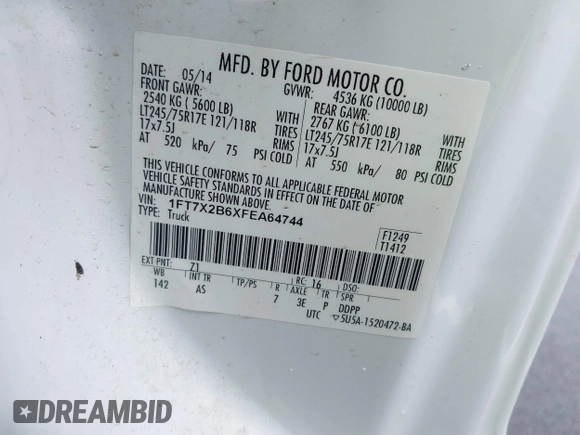 MFD. BY FORD MOTOR CO.
DATE: 05/14 GVWR: 4536 KG (10000 LB)
FRONT GAWR: REAR GAWR:
2540 KG ( 5600 LB) WITH 2767 KG ( 6100 LB) WITH
LT245/75R17E 121/118R TIRES LT245/75R17E 121/118R TIRES
17x7.5J RIMS 17x7.5J RIMS
AT 520 kPa/ 75 PSI COLD AT 550 kPa/ 80 PSI COLD
THIS VEHICLE CONFORMS TO ALL APPLICABLE FEDERAL MOTOR
VEHICLE SAFETY STANDARDS IN EFFECT ON THE DATE OF
MANUFACTURE SHOWN ABOVE.
VIN: 1FT7X2B6XFEA64744
TYPE: Truck
F1249
T1412
EXT PNT: Z1 RC: 16 DSO:
WB INT TR TP/PS R AXLE TR SPR
142 AS 7 3E P DDPP
UTC ▽5U5A-1520472-BA
DREAMBID